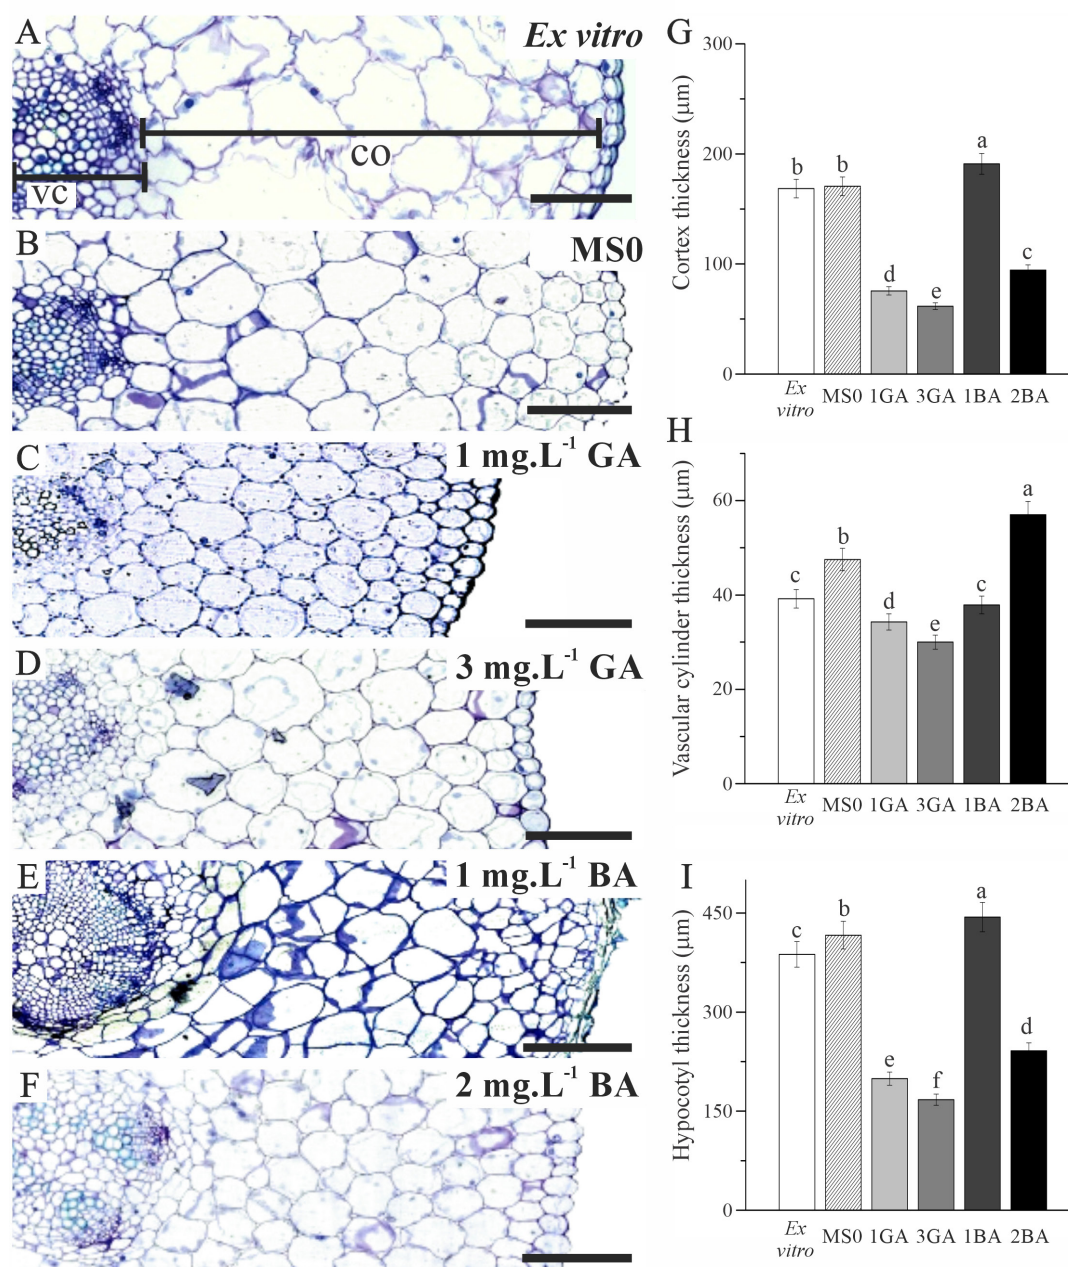 A
Ex vitro
co
vc
B
MS0
C
1 mg.L⁻¹ GA
D
3 mg.L⁻¹ GA
E
1 mg.L⁻¹ BA
F
2 mg.L⁻¹ BA
G
Cortex thickness (μm)
300
200
100
0
b
b
d
e
a
c
Ex vitro
MS0
1GA
3GA
1BA
2BA
H
Vascular cylinder thickness (μm)
60
40
20
0
c
b
d
e
c
a
Ex vitro
MS0
1GA
3GA
1BA
2BA
I
Hypocotyl thickness (μm)
450
300
150
0
c
b
e
f
a
d
Ex vitro
MS0
1GA
3GA
1BA
2BA